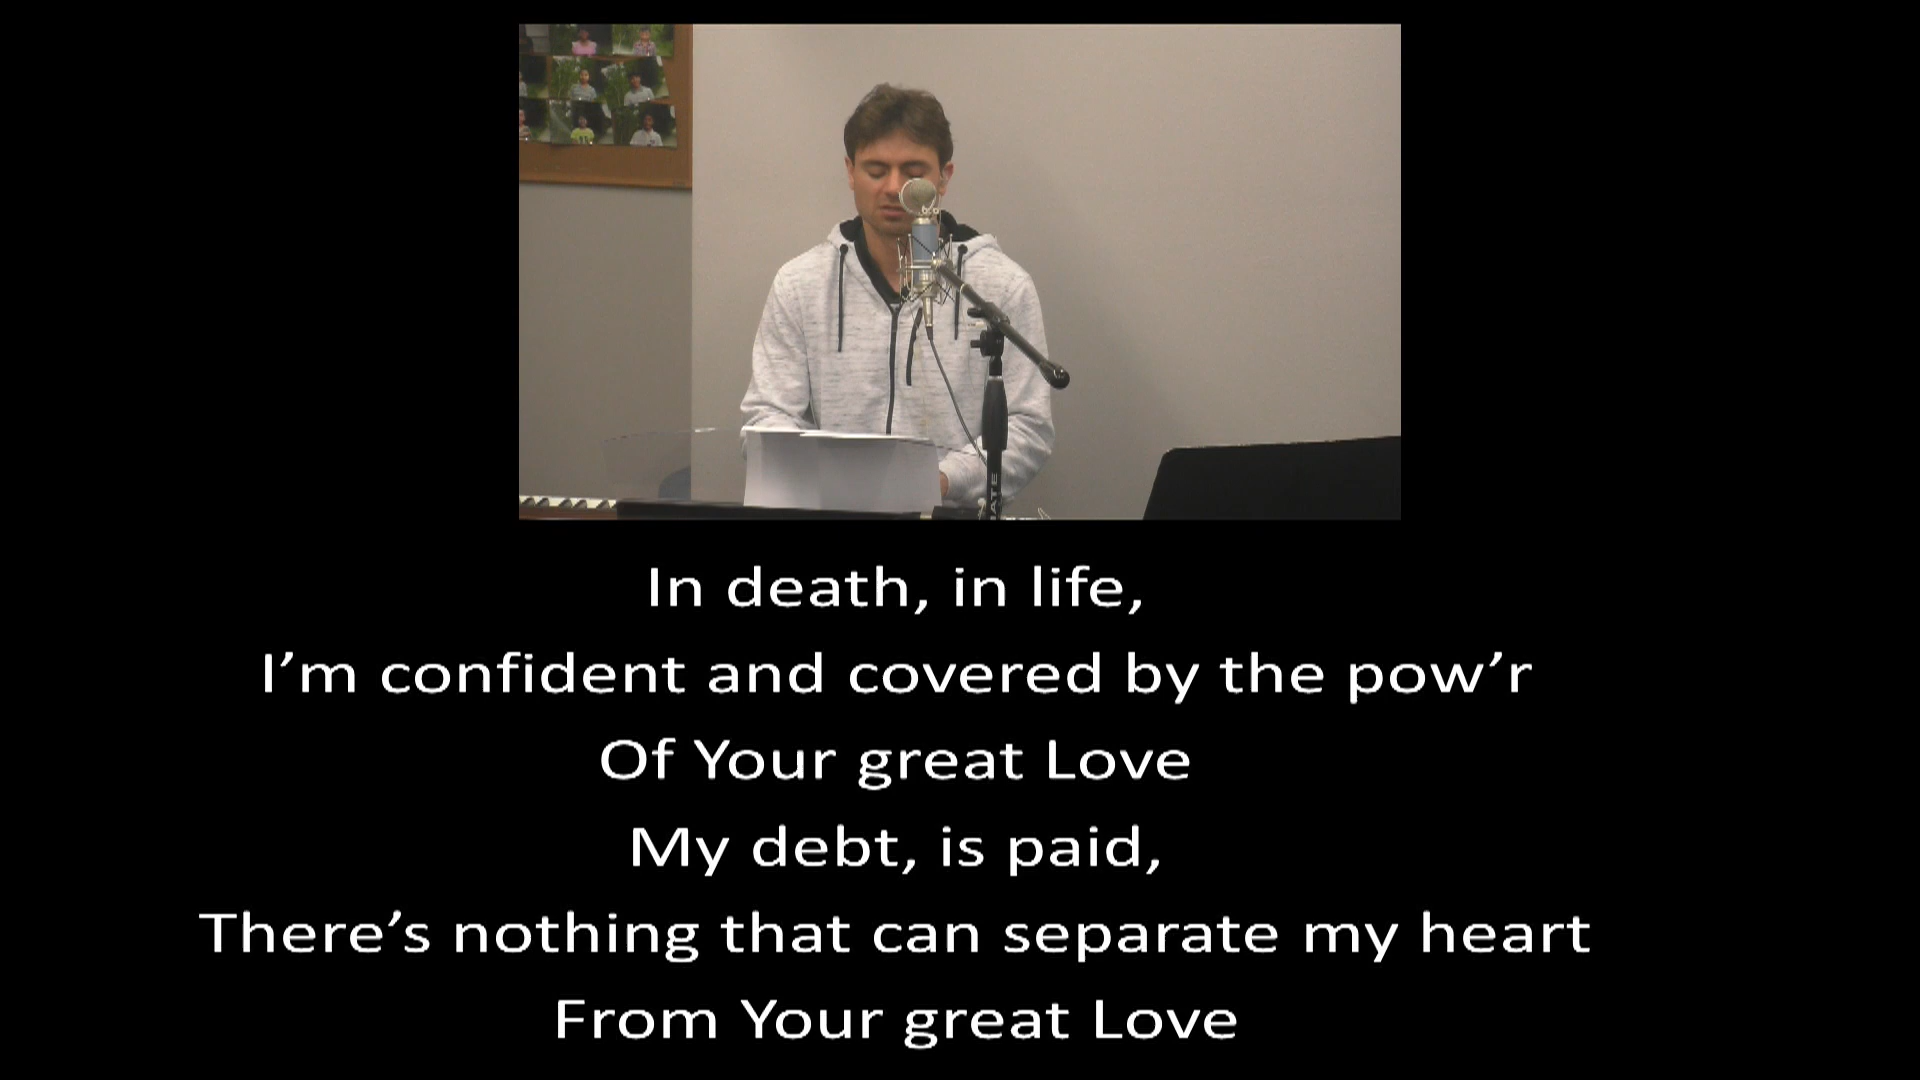 In death, in life,
I’m confident and covered by the pow’r
Of Your great Love
My debt, is paid,
There’s nothing that can separate my heart
From Your great Love